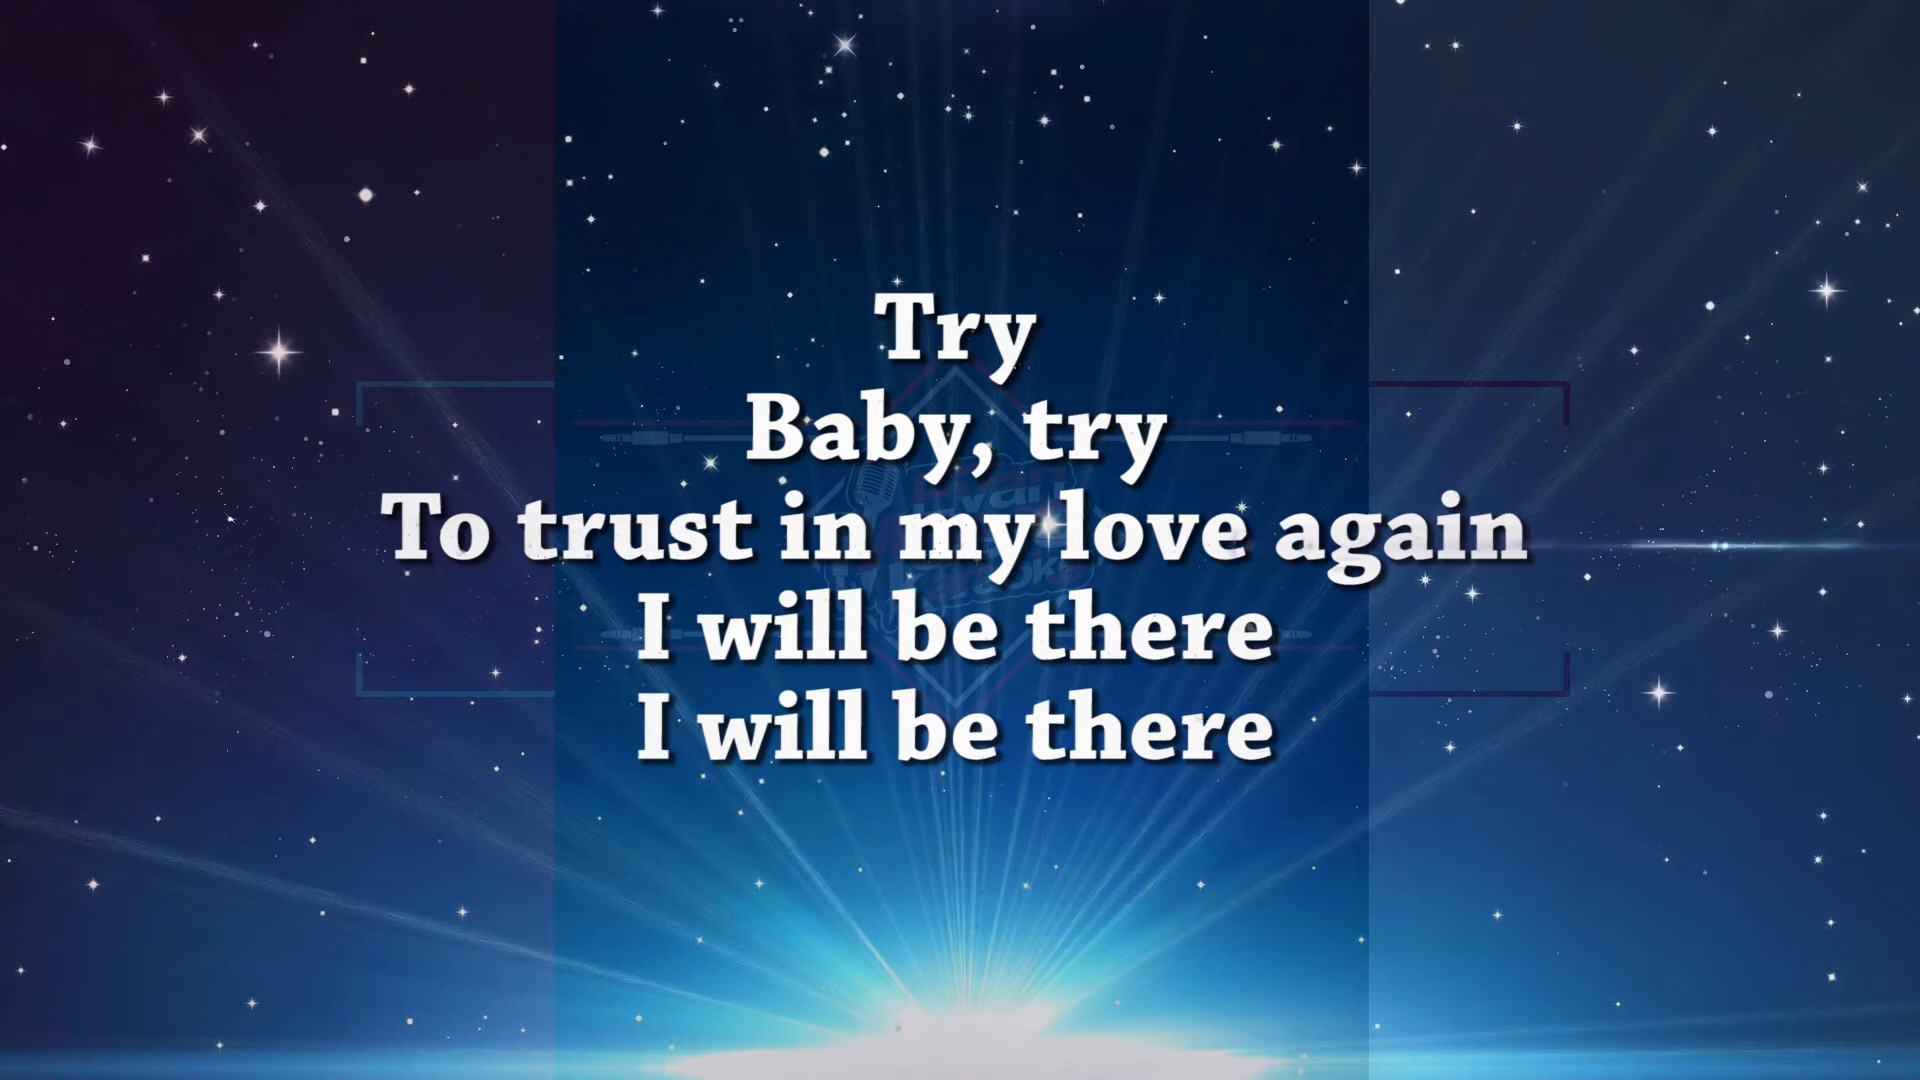 Try
Baby, try
To trust in my love again
I will be there
I will be there